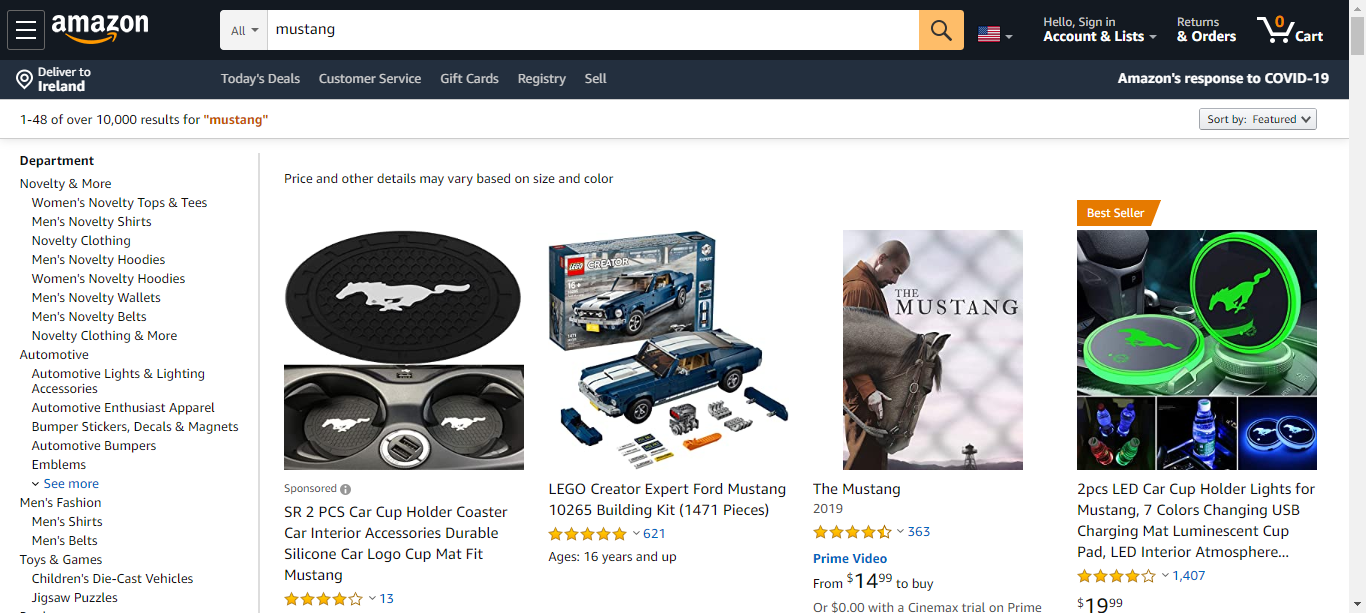 amazon
All
mustang
Hello, Sign in
Account & Lists
Returns
& Orders
0
Cart
Deliver to
Ireland
Today's Deals
Customer Service
Gift Cards
Registry
Sell
Amazon's response to COVID-19
1-48 of over 10,000 results for "mustang"
Sort by: Featured
Department
Novelty & More
Women's Novelty Tops & Tees
Men's Novelty Shirts
Novelty Clothing
Men's Novelty Hoodies
Women's Novelty Hoodies
Men's Novelty Wallets
Men's Novelty Belts
Novelty Clothing & More
Automotive
Automotive Lights & Lighting
Accessories
Automotive Enthusiast Apparel
Bumper Stickers, Decals & Magnets
Automotive Bumpers
Emblems
See more
Men's Fashion
Men's Shirts
Men's Belts
Toys & Games
Children's Die-Cast Vehicles
Jigsaw Puzzles
Price and other details may vary based on size and color
Sponsored
SR 2 PCS Car Cup Holder Coaster
Car Interior Accessories Durable
Silicone Car Logo Cup Mat Fit
Mustang
13
LEGO
CREATOR
16+
LEGO Creator Expert Ford Mustang
10265 Building Kit (1471 Pieces)
621
Ages: 16 years and up
THE
MUSTANG
The Mustang
2019
363
Prime Video
From $14.99 to buy
Or $0.00 with a Cinemax trial on Prime
Best Seller
2pcs LED Car Cup Holder Lights for
Mustang, 7 Colors Changing USB
Charging Mat Luminescent Cup
Pad, LED Interior Atmosphere...
1,407
$19.99